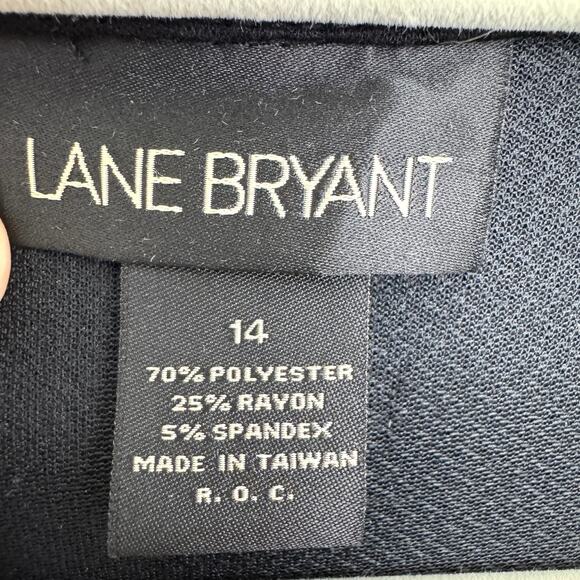 LANE BRYANT
14
70% POLYESTER
25% RAYON
5% SPANDEX
MADE IN TAIWAN
R. O. C.